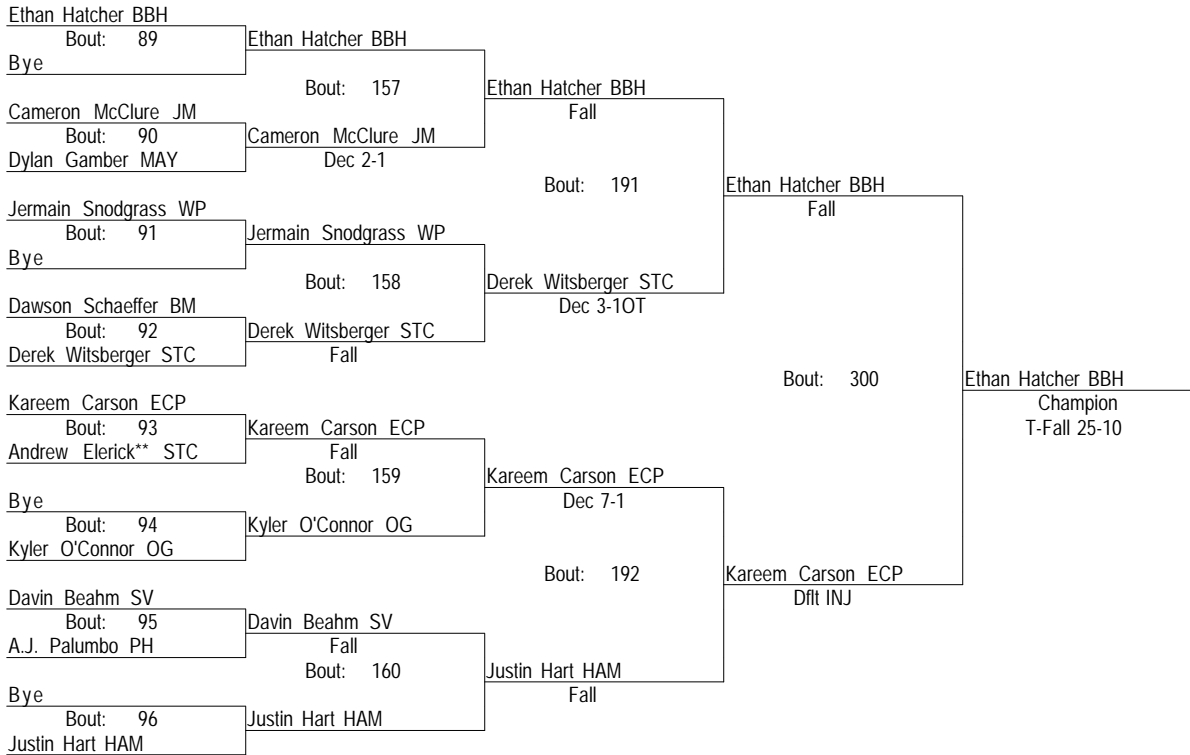 Ethan Hatcher BBH
Bout: 89
Bye
Cameron McClure JM
Bout: 90
Dylan Gamber MAY
Jermain Snodgrass WP
Bout: 91
Bye
Dawson Schaeffer BM
Bout: 92
Derek Witsberger STC
Kareem Carson ECP
Bout: 93
Andrew Elerick** STC
Bye
Bout: 94
Kyler O'Connor OG
Davin Beahm SV
Bout: 95
A.J. Palumbo PH
Bye
Bout: 96
Justin Hart HAM
Ethan Hatcher BBH
Bout: 157
Cameron McClure JM
Dec 2-1
Jermain Snodgrass WP
Bout: 158
Derek Witsberger STC
Fall
Kareem Carson ECP
Fall
Bout: 159
Kyler O'Connor OG
Davin Beahm SV
Fall
Bout: 160
Justin Hart HAM
Ethan Hatcher BBH
Fall
Bout: 191
Derek Witsberger STC
Dec 3-1OT
Kareem Carson ECP
Dec 7-1
Bout: 192
Justin Hart HAM
Fall
Ethan Hatcher BBH
Fall
Bout: 300
Kareem Carson ECP
Dflt INJ
Ethan Hatcher BBH
Champion
T-Fall 25-10